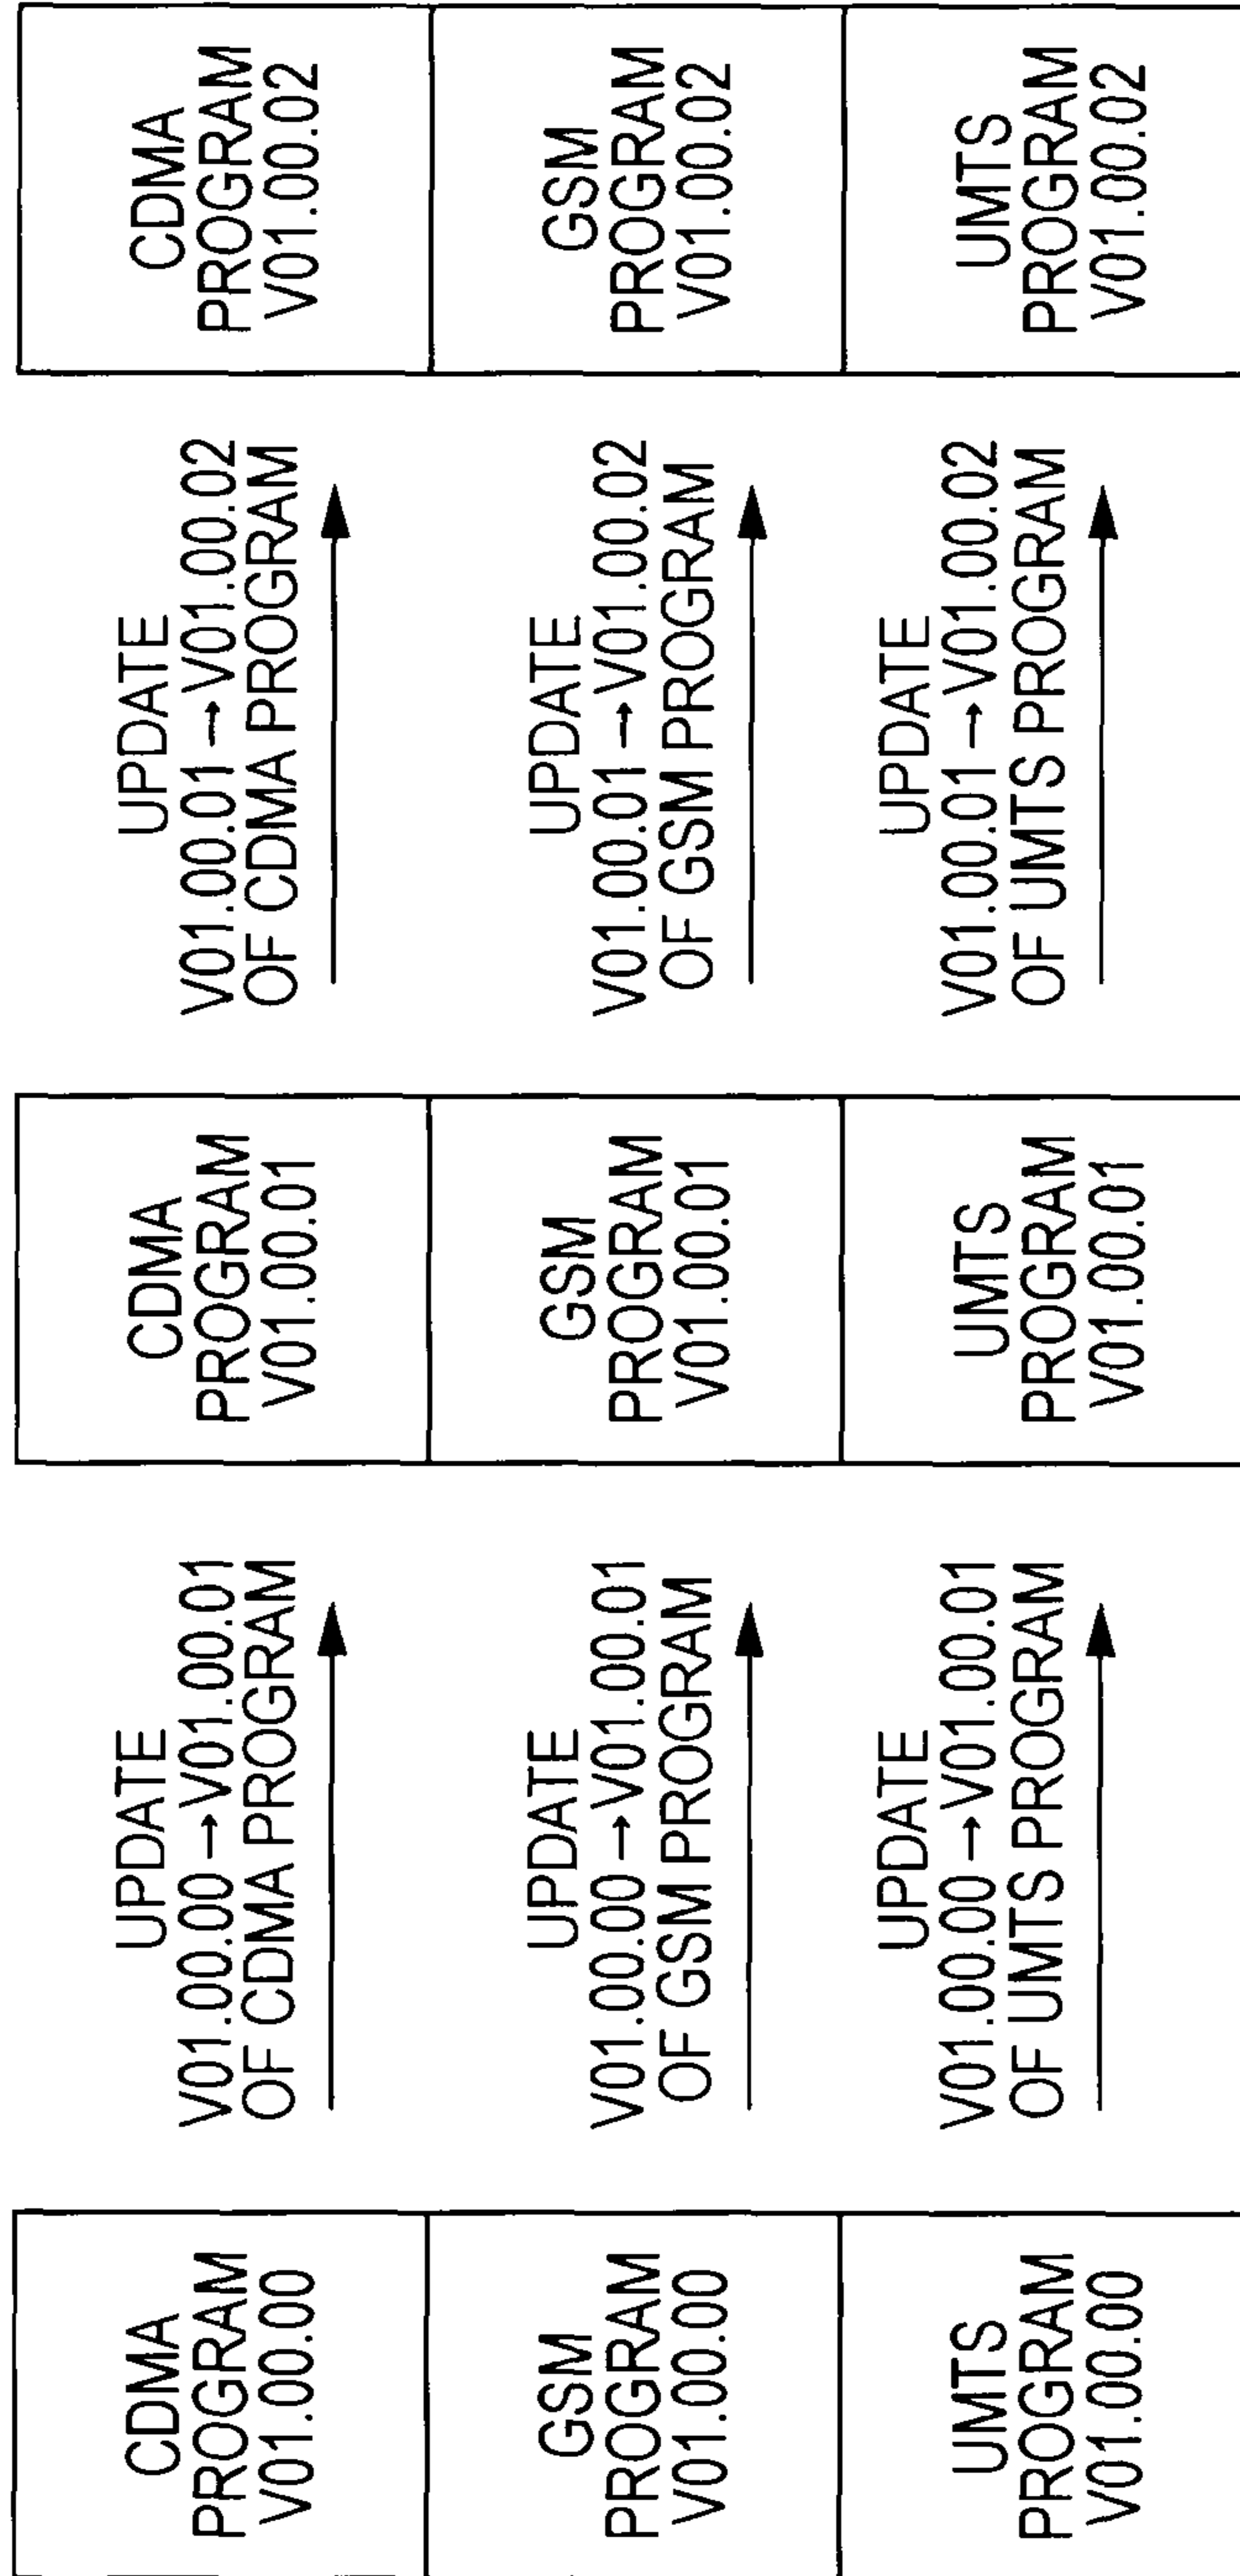 CDMA
PROGRAM
V01.00.00
GSM
PROGRAM
V01.00.00
UMTS
PROGRAM
V01.00.00
UPDATE
V01.00.00→V01.00.01
OF CDMA PROGRAM
UPDATE
V01.00.00→V01.00.01
OF GSM PROGRAM
UPDATE
V01.00.00→V01.00.01
OF UMTS PROGRAM
CDMA
PROGRAM
V01.00.01
GSM
PROGRAM
V01.00.01
UMTS
PROGRAM
V01.00.01
UPDATE
V01.00.01→V01.00.02
OF CDMA PROGRAM
UPDATE
V01.00.01→V01.00.02
OF GSM PROGRAM
UPDATE
V01.00.01→V01.00.02
OF UMTS PROGRAM
CDMA
PROGRAM
V01.00.02
GSM
PROGRAM
V01.00.02
UMTS
PROGRAM
V01.00.02